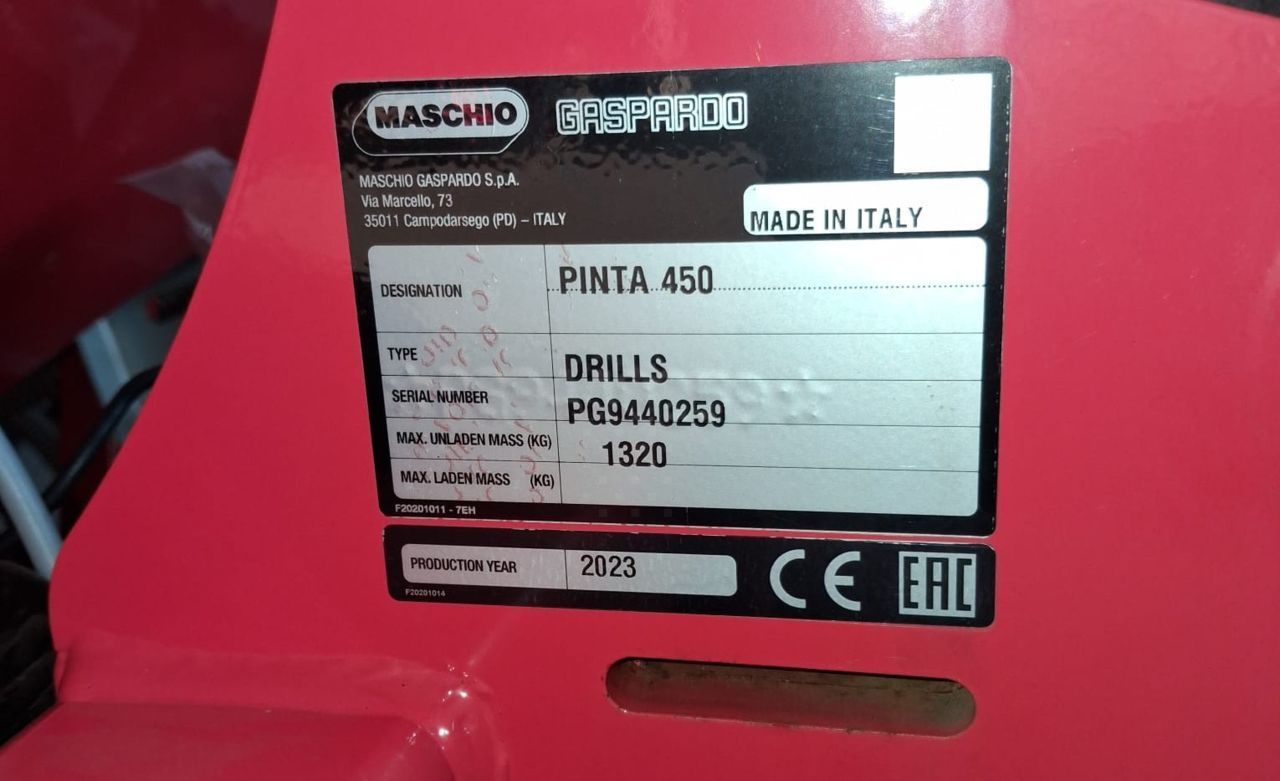 MASCHIO GASPARDO
MASCHIO GASPARDO S.p.A.
Via Marcello, 73
35011 Campodarsego (PD) – ITALY
MADE IN ITALY
DESIGNATION PINTA 450
TYPE DRILLS
SERIAL NUMBER PG9440259
MAX. UNLADEN MASS (KG) 1320
MAX. LADEN MASS (KG)
F20201011 - 7EH
PRODUCTION YEAR 2023
CE EAC
F20201014